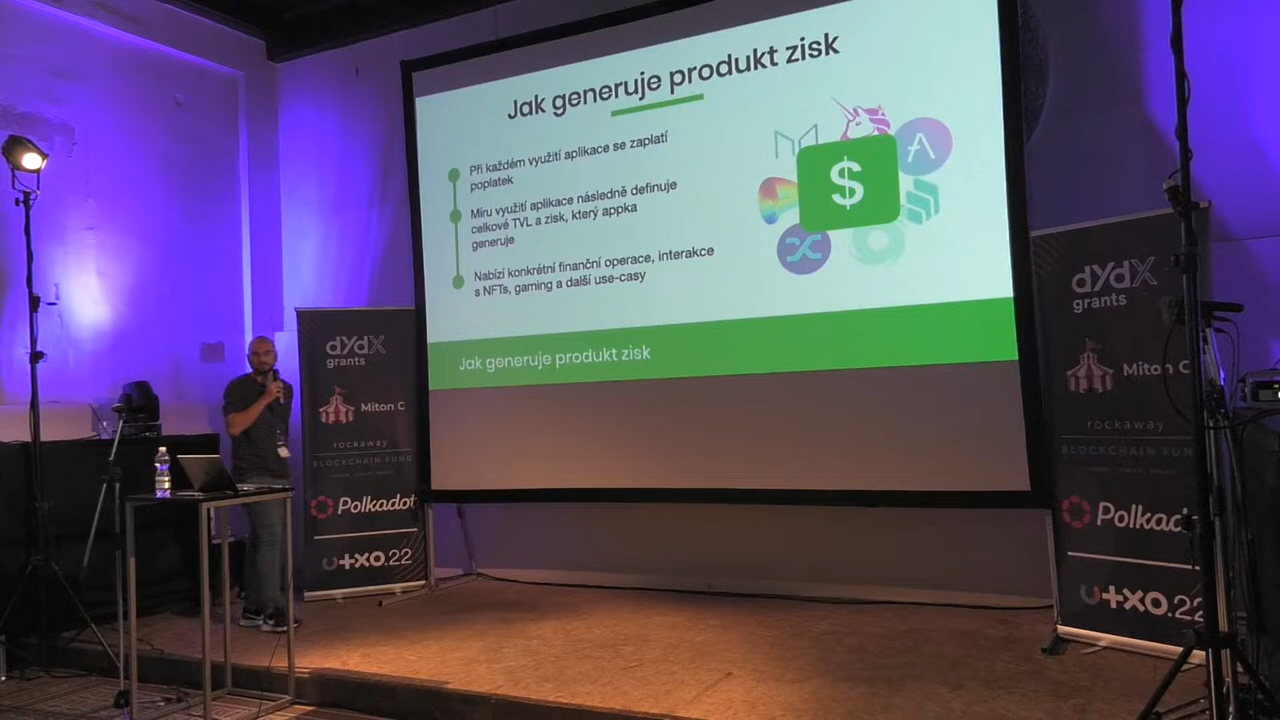 Jak generuje produkt zisk
Při každém využití aplikace se zaplatí
poplatek
Míru využití aplikace následně definuje
celkové TVL a zisk, který appka
generuje
Nabízí konkrétní finanční operace, interakce
s NFTs, gaming a další use-casy
$
Jak generuje produkt zisk
dYdX
grants
Miton C
rockaway
BLOCKCHAIN FUND
Polkadot
utxo.22
dYdX
grants
Miton C
rockaway
BLOCKCHAIN FUN
Polkad
utxo.22